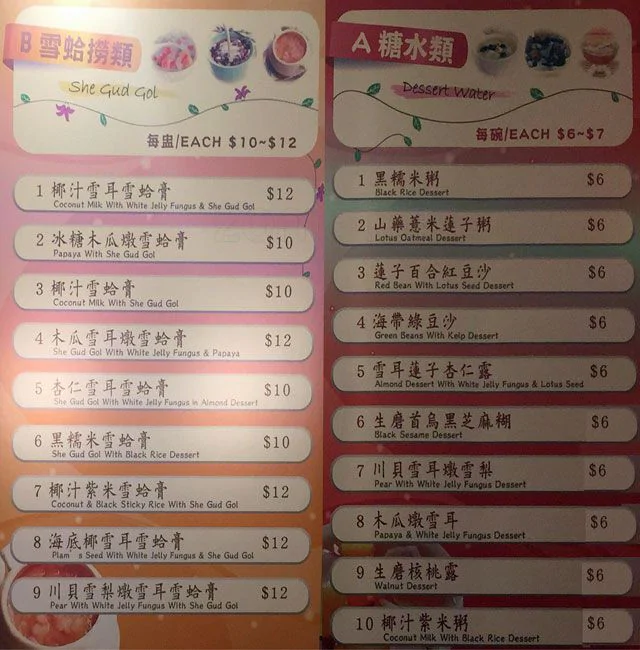 B 雪蛤撈類
She Gud Gol
每盅/EACH $10~$12
1 椰汁雪耳雪蛤膏 $12
Coconut Milk With White Jelly Fungus & She Gud Gol
2 冰糖木瓜燉雪蛤膏 $10
Papaya With She Gud Gol
3 椰汁雪蛤膏 $10
Coconut Milk With She Gud Gol
4 木瓜雪耳燉雪蛤膏 $12
She Gud Gol With White Jelly Fungus & Papaya
5 杏仁雪耳雪蛤膏 $10
She Gud Gol With White Jelly Fungus in Almond Dessert
6 黑糯米雪蛤膏 $10
She Gud Gol With Black Rice Dessert
7 椰汁紫米雪蛤膏 $12
Coconut & Black Sticky Rice With She Gud Gol
8 海底椰雪耳雪蛤膏 $12
Plam's Seed With White Jelly Fungus & She Gud Gol
9 川貝雪梨燉雪耳雪蛤膏 $12
Pear With White Jelly Fungus With She Gud Gol
A 糖水類
Dessert Water
每碗/EACH $6~$7
1 黑糯米粥 $6
Black Rice Dessert
2 山藥薏米蓮子粥 $6
Lotus Oatmeal Dessert
3 蓮子百合紅豆沙 $6
Red Bean With Lotus Seed Dessert
4 海帶綠豆沙 $6
Green Beans With Kelp Dessert
5 雪耳蓮子杏仁露 $6
Almond Dessert With White Jelly Fungus & Lotus Seed
6 生磨首烏黑芝麻糊 $6
Black Sesame Dessert
7 川貝雪耳燉雪梨 $6
Pear With White Jelly Fungus Dessert
8 木瓜燉雪耳 $6
Papaya & White Jelly Fungus Dessert
9 生磨核桃露 $6
Walnut Dessert
10 椰汁紫米粥 $6
Coconut Milk With Black Rice Dessert